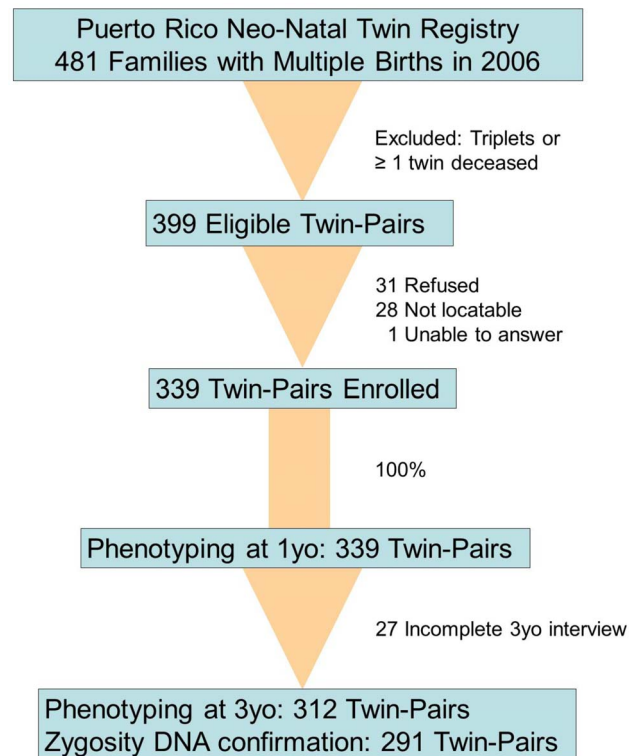 Puerto Rico Neo-Natal Twin Registry
481 Families with Multiple Births in 2006
Excluded: Triplets or
≥ 1 twin deceased
399 Eligible Twin-Pairs
31 Refused
28 Not locatable
1 Unable to answer
339 Twin-Pairs Enrolled
100%
Phenotyping at 1yo: 339 Twin-Pairs
27 Incomplete 3yo interview
Phenotyping at 3yo: 312 Twin-Pairs
Zygosity DNA confirmation: 291 Twin-Pairs